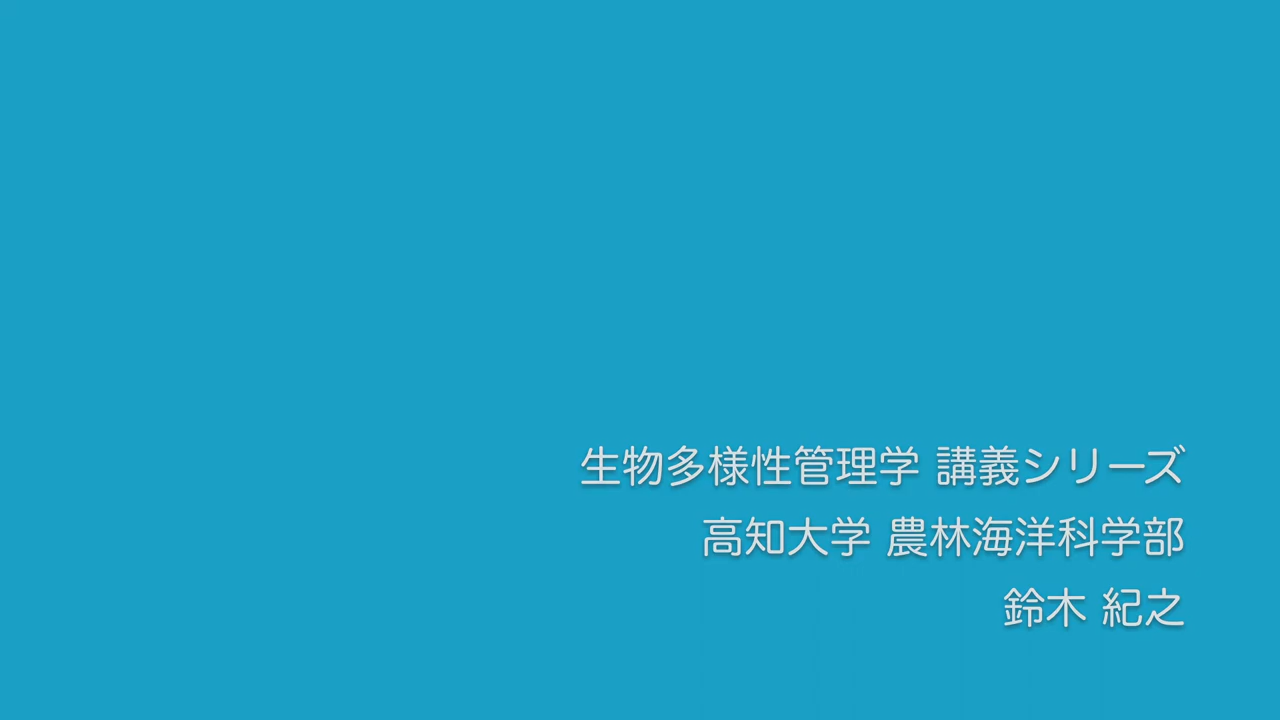 生物多様性管理学 講義シリーズ
高知大学 農林海洋科学部
鈴木 紀之